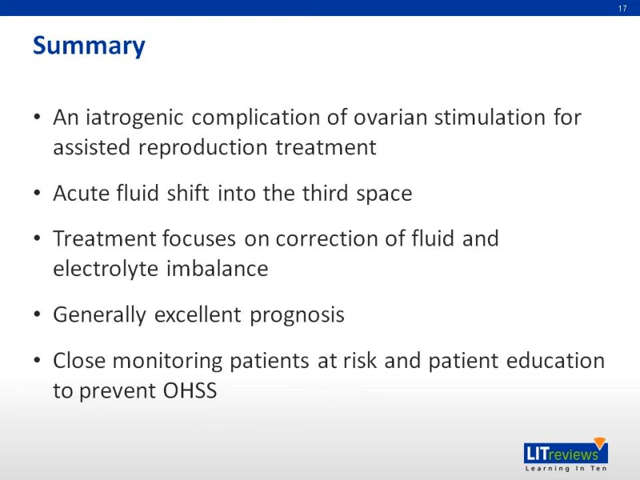 17
Summary
• An iatrogenic complication of ovarian stimulation for
assisted reproduction treatment
• Acute fluid shift into the third space
• Treatment focuses on correction of fluid and
electrolyte imbalance
• Generally excellent prognosis
• Close monitoring patients at risk and patient education
to prevent OHSS
LITreviews
Learning In Ten